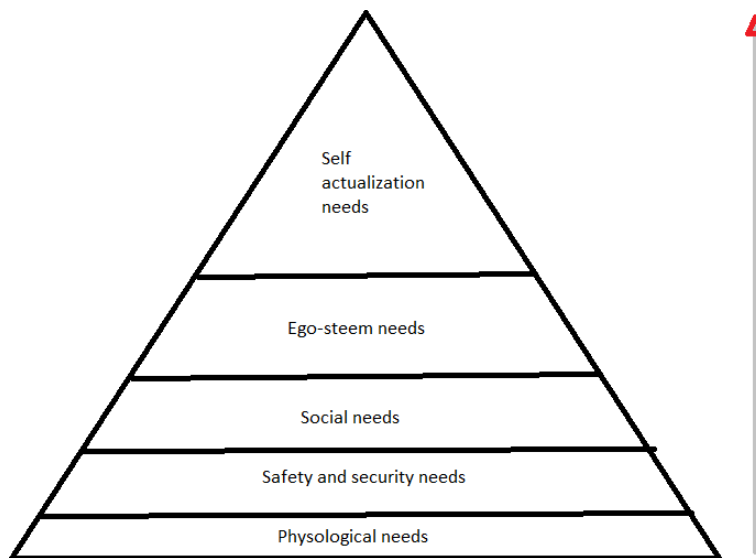 Self
actualization
needs
Ego-steem needs
Social needs
Safety and security needs
Physological needs